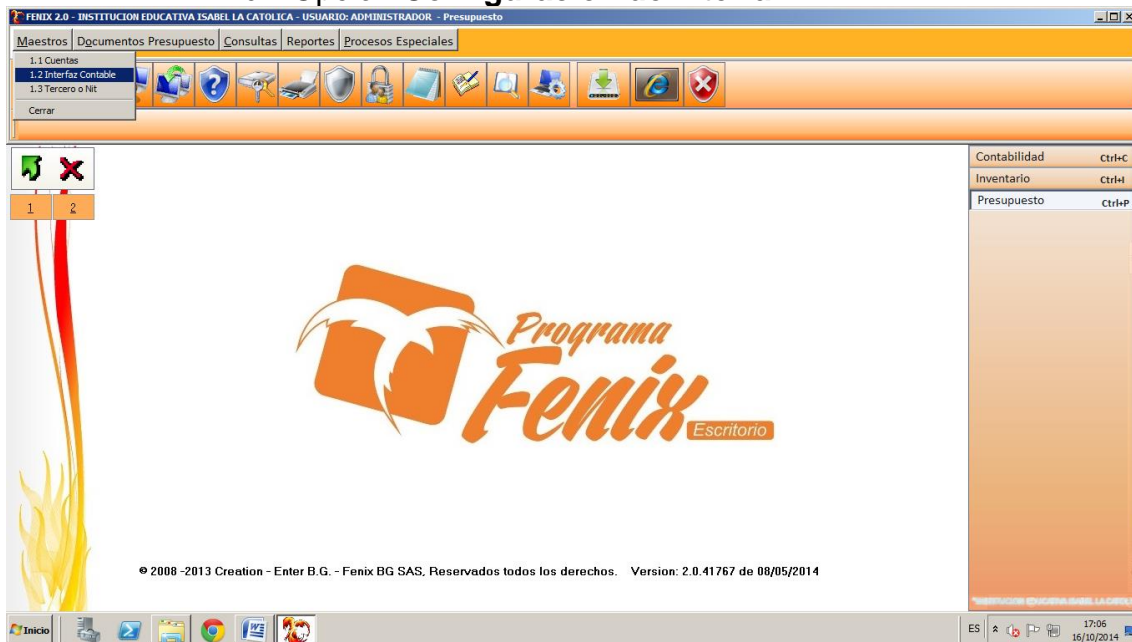 FENIX 2.0 - INSTITUCION EDUCATIVA ISABEL LA CATOLICA - USUARIO: ADMINISTRADOR - Presupuesto
Maestros Documentos Presupuesto Consultas Reportes Procesos Especiales
1.1 Cuentas
1.2 Interfaz Contable
1.3 Tercero o Nit
Cerrar
1 2
Contabilidad Ctrl+C
Inventario Ctrl+I
Presupuesto Ctrl+P
Programa
Fenix
Escritorio
© 2008 -2013 Creation - Enter B.G. - Fenix BG SAS, Reservados todos los derechos. Version: 2.0.41767 de 08/05/2014
Inicio
ES
17:06
16/10/2014